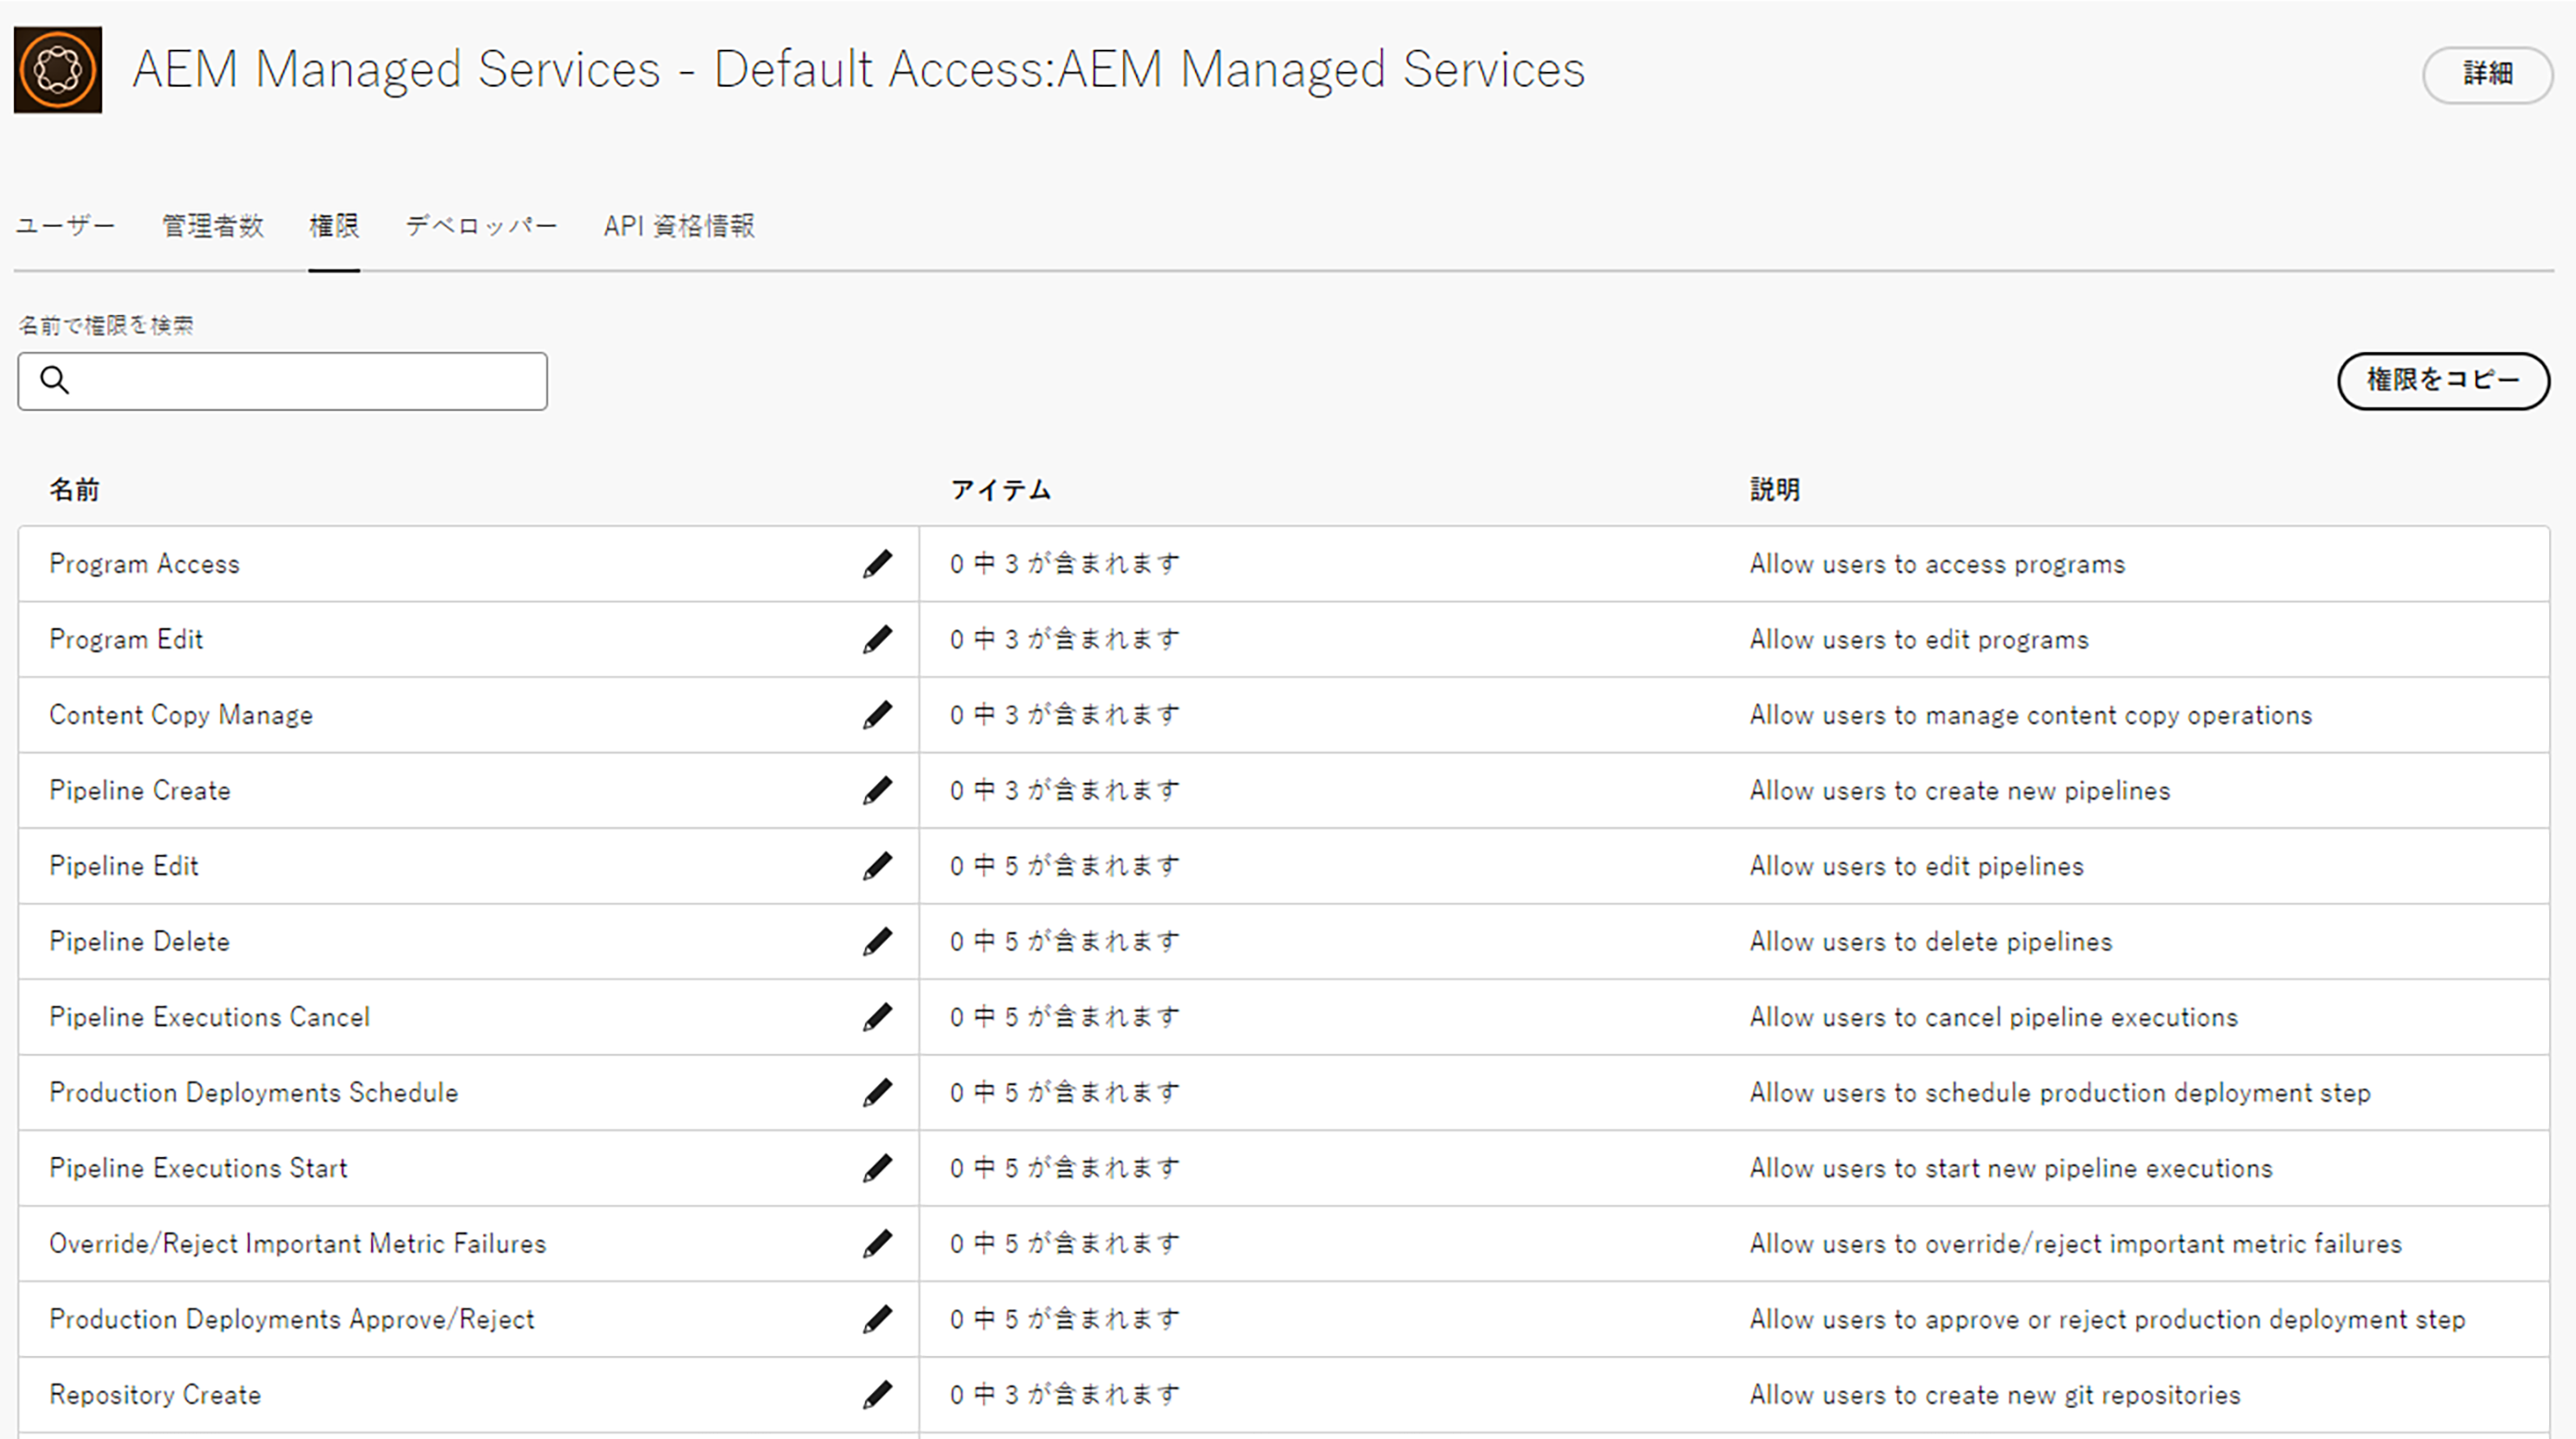 AEM Managed Services - Default Access:AEM Managed Services
詳細
ユーザー 管理者数 権限 デベロッパー API 資格情報
名前で権限を検索
権限をコピー
名前 アイテム 説明
Program Access 0 中 3 が含まれます Allow users to access programs
Program Edit 0 中 3 が含まれます Allow users to edit programs
Content Copy Manage 0 中 3 が含まれます Allow users to manage content copy operations
Pipeline Create 0 中 3 が含まれます Allow users to create new pipelines
Pipeline Edit 0 中 5 が含まれます Allow users to edit pipelines
Pipeline Delete 0 中 5 が含まれます Allow users to delete pipelines
Pipeline Executions Cancel 0 中 5 が含まれます Allow users to cancel pipeline executions
Production Deployments Schedule 0 中 5 が含まれます Allow users to schedule production deployment step
Pipeline Executions Start 0 中 5 が含まれます Allow users to start new pipeline executions
Override/Reject Important Metric Failures 0 中 5 が含まれます Allow users to override/reject important metric failures
Production Deployments Approve/Reject 0 中 5 が含まれます Allow users to approve or reject production deployment step
Repository Create 0 中 3 が含まれます Allow users to create new git repositories